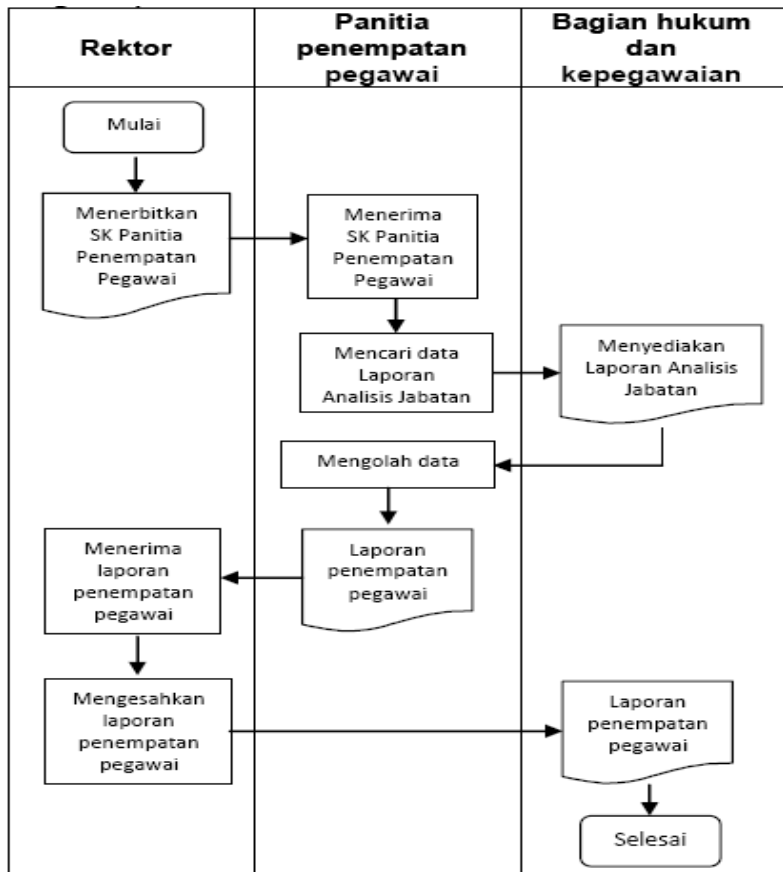 Rektor
Panitia
penempatan
pegawai
Bagian hukum
dan
kepegawaian
Mulai
Menerbitkan
SK Panitia
Penempatan
Pegawai
Menerima
SK Panitia
Penempatan
Pegawai
Mencari data
Laporan
Analisis Jabatan
Menyediakan
Laporan Analisis
Jabatan
Mengolah data
Laporan
penempatan
pegawai
Menerima
laporan
penempatan
pegawai
Mengesahkan
laporan
penempatan
pegawai
Laporan
penempatan
pegawai
Selesai